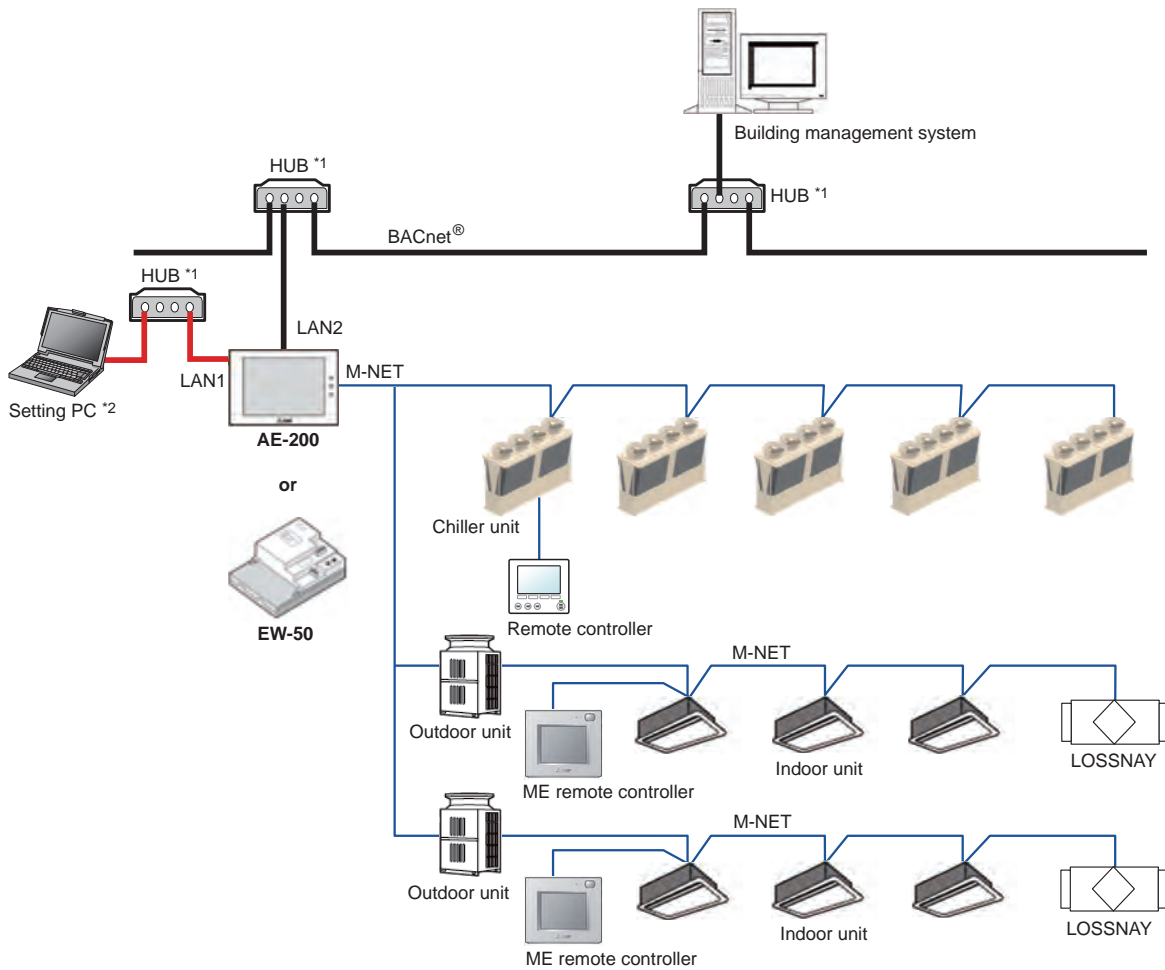 Building management system
HUB *1
HUB *1
BACnet®
HUB *1
LAN2
LAN1
M-NET
Setting PC *2
AE-200
or
Chiller unit
EW-50
Remote controller
M-NET
Outdoor unit
Indoor unit
LOSSNAY
ME remote controller
M-NET
Outdoor unit
Indoor unit
LOSSNAY
ME remote controller